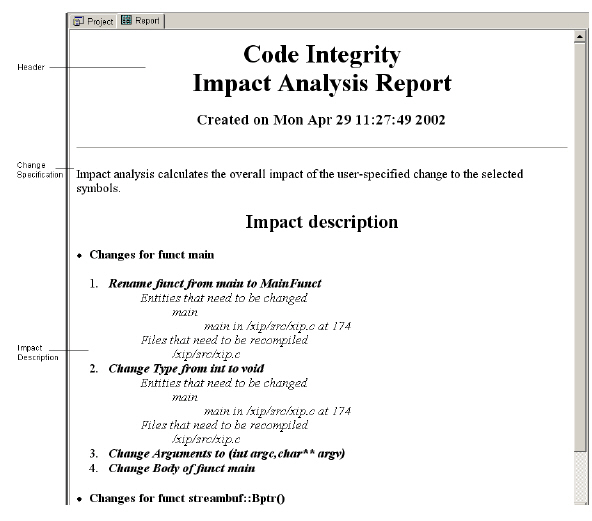 Project Report
Header
Code Integrity
Impact Analysis Report
Created on Mon Apr 29 11:27:49 2002
Change
Specification
Impact analysis calculates the overall impact of the user-specified change to the selected
symbols.
Impact description
• Changes for funct main
1. Rename funct from main to MainFunct
Entities that need to be changed
main
main in /xip/src/xip.c at 174
Files that need to be recompiled
/xip/src/xip.c
Impact
Description
2. Change Type from int to void
Entities that need to be changed
main
main in /xip/src/xip.c at 174
Files that need to be recompiled
/xip/src/xip.c
3. Change Arguments to (int argc,char** argv)
4. Change Body of funct main
• Changes for funct streambuf::Bptr()